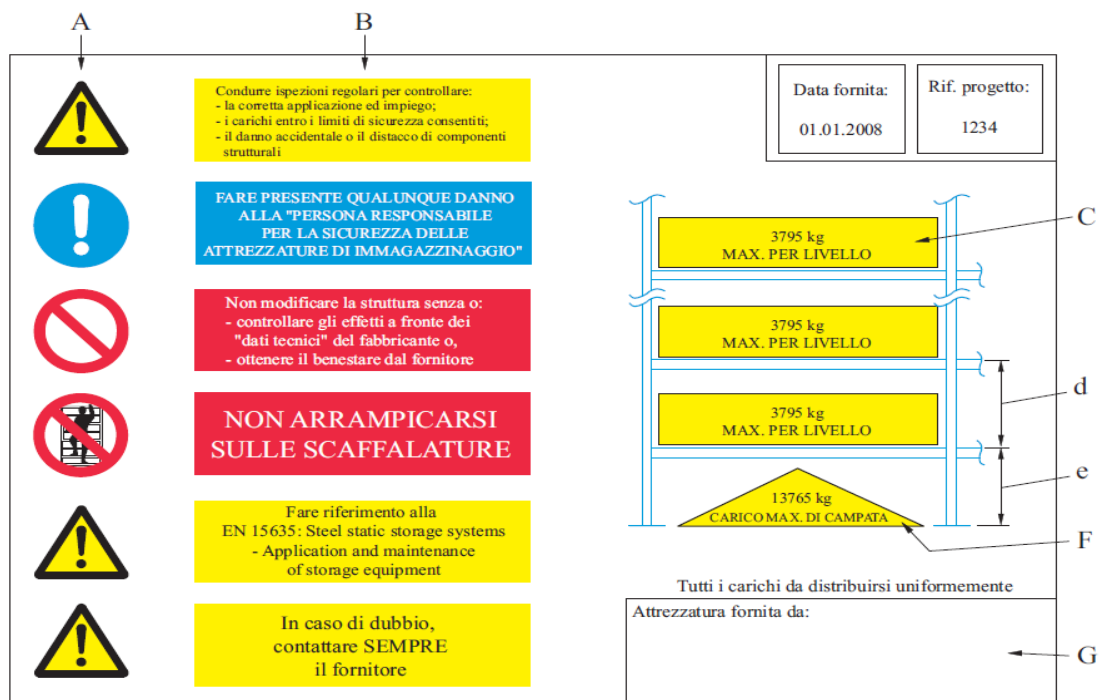 A
B
Condurre ispezioni regolari per controllare:
- la corretta applicazione ed impiego;
- i carichi entro i limiti di sicurezza consentiti;
- il danno accidentale o il distacco di componenti
strutturali
FARE PRESENTE QUALUNQUE DANNO
ALLA "PERSONA RESPONSABILE
PER LA SICUREZZA DELLE
ATTREZZATURE DI IMMAGAZZINAGGIO"
Non modificare la struttura senza o:
- controllare gli effetti a fronte dei
"dati tecnici" del fabbricante o,
- ottenere il benestare dal fornitore
NON ARRAMPICARSI
SULLE SCAFFALATURE
Fare riferimento alla
EN 15635: Steel static storage systems
- Application and maintenance
of storage equipment
In caso di dubbio,
contattare SEMPRE
il fornitore
Data fornita:
01.01.2008
Rif. progetto:
1234
3795 kg
MAX. PER LIVELLO
C
3795 kg
MAX. PER LIVELLO
d
3795 kg
MAX. PER LIVELLO
e
13765 kg
CARICO MAX. DI CAMPATA
F
Tutti i carichi da distribuirsi uniformemente
Attrezzatura fornita da:
G